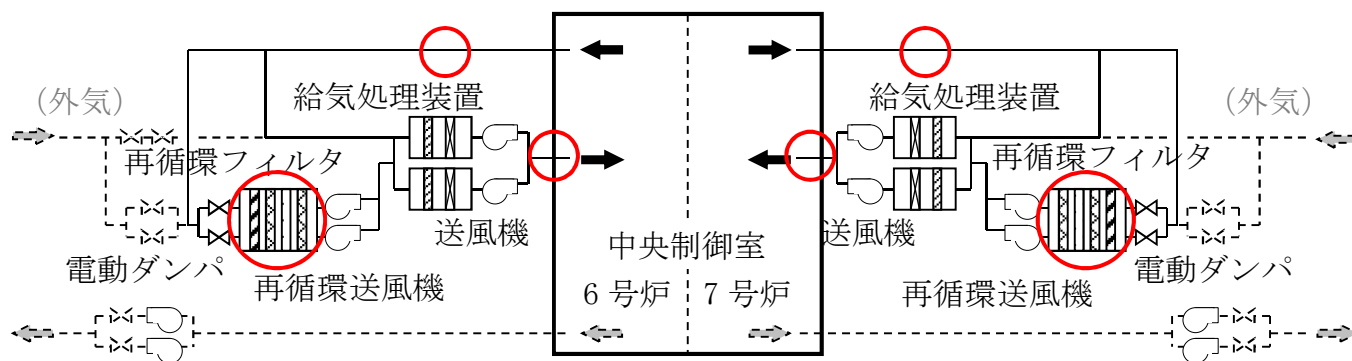 給気処理装置
給気処理装置
(外気)
(外気)
再循環フィルタ
再循環フィルタ
送風機
中央制御室
送風機
電動ダンパ
電動ダンパ
再循環送風機
6 号炉
7 号炉
再循環送風機